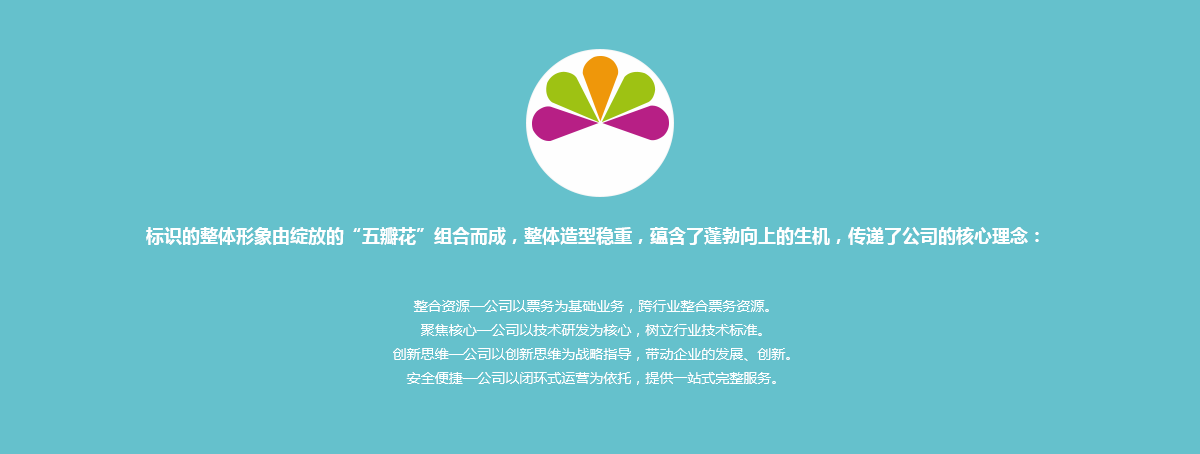 标识的整体形象由绽放的“五瓣花”组合而成，整体造型稳重，蕴含了蓬勃向上的生机，传递了公司的核心理念：
整合资源—公司以票务为基础业务，跨行业整合票务资源。
聚焦核心—公司以技术研发为核心，树立行业技术标准。
创新思维—公司以创新思维为战略指导，带动企业的发展、创新。
安全便捷—公司以闭环式运营为依托，提供一站式完整服务。